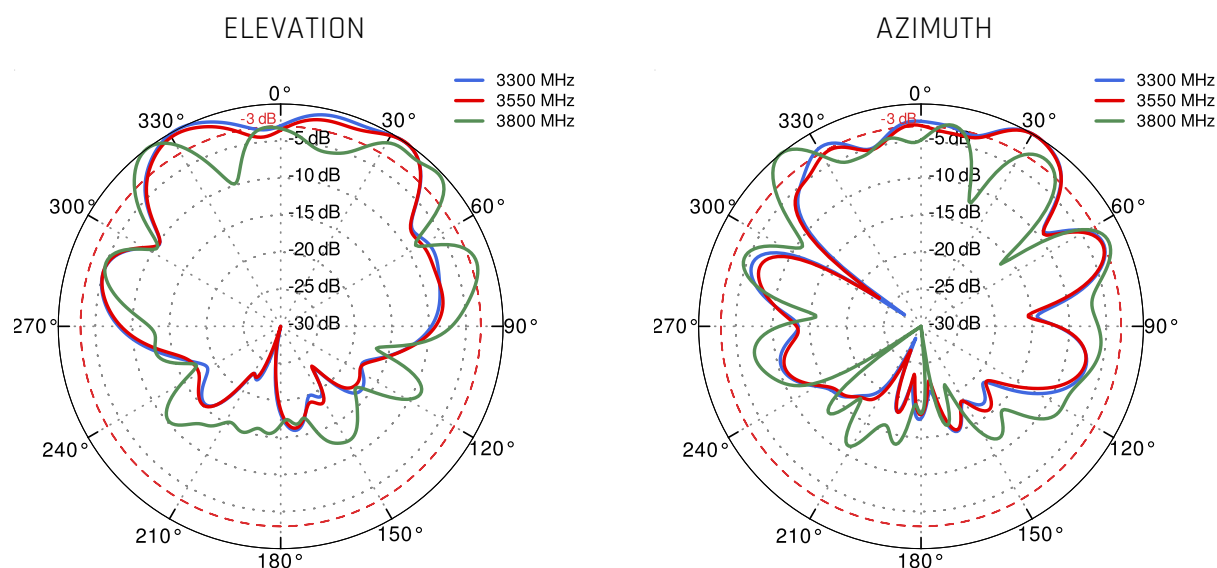 ELEVATION
3300 MHz
3550 MHz
3800 MHz
0°
330°
-3 dB
30°
-5 dB
-10 dB
300°
-15 dB
60°
-20 dB
-25 dB
270°
-30 dB
90°
240°
120°
210°
150°
180°
AZIMUTH
3300 MHz
3550 MHz
3800 MHz
0°
330°
-3 dB
30°
-5 dB
-10 dB
300°
-15 dB
60°
-20 dB
-25 dB
270°
-30 dB
90°
240°
120°
210°
150°
180°